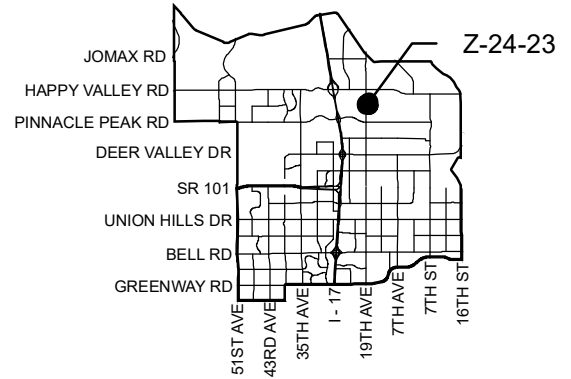 Z-24-23
JOMAX RD
HAPPY VALLEY RD
PINNACLE PEAK RD
DEER VALLEY DR
SR 101
UNION HILLS DR
BELL RD
GREENWAY RD
51ST AVE
43RD AVE
35TH AVE
I - 17
19TH AVE
7TH AVE
7TH ST
16TH ST